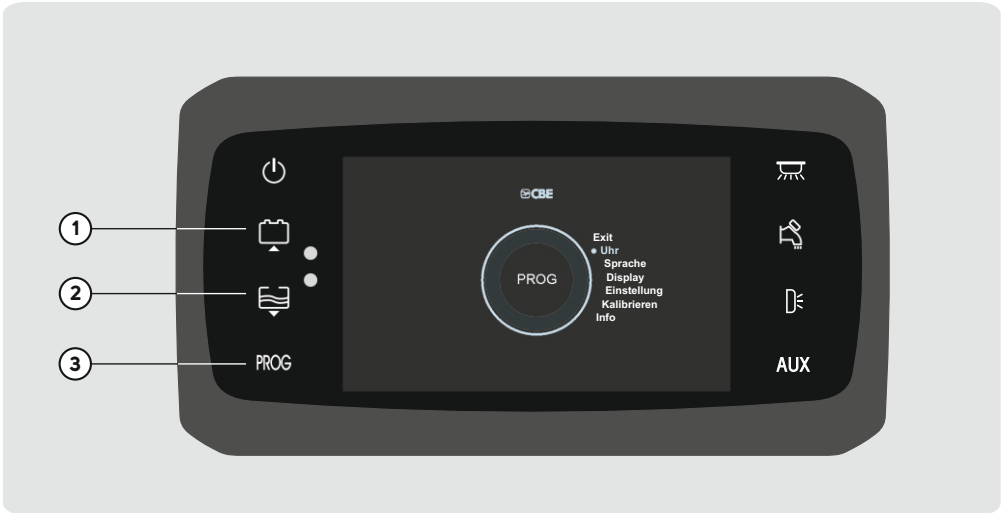 CBE
1
Exit
Uhr
Sprache
2
PROG
Display
Einstellung
Kalibrieren
Info
3
PROG
AUX